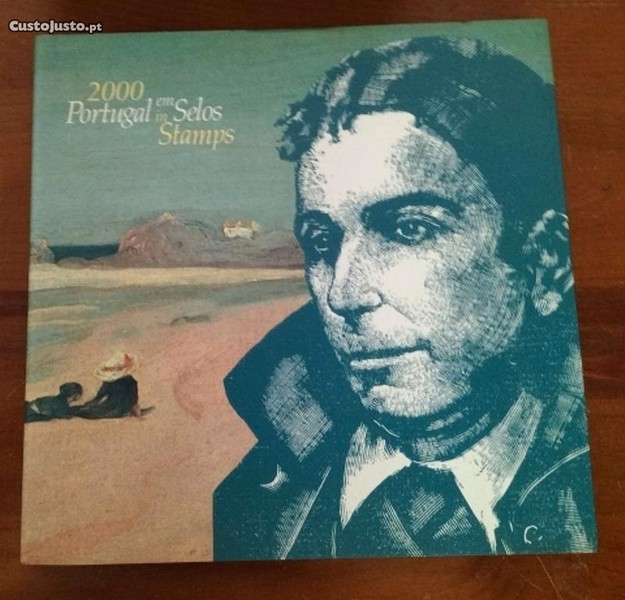 CustoJusto.pt
2000
Portugal em Selos
in Stamps
C.